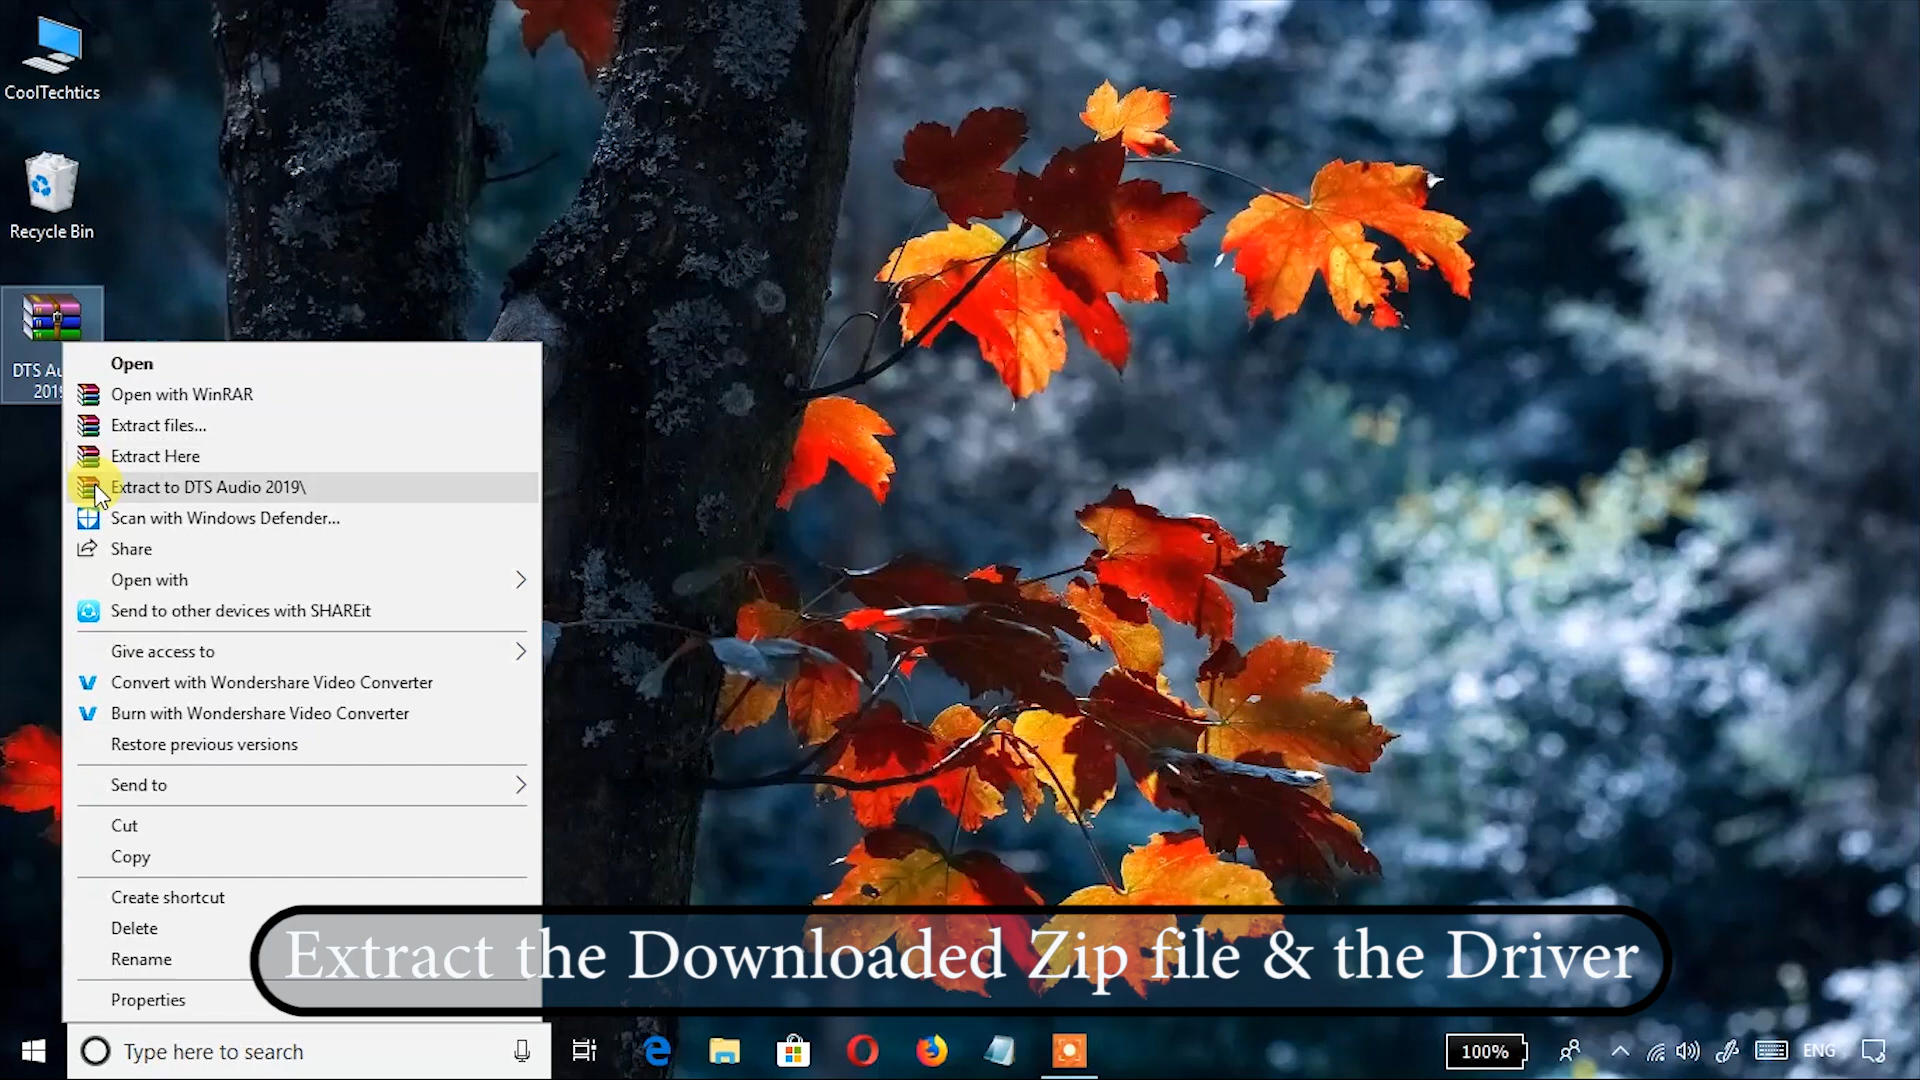 CoolTechtics
Recycle Bin
DTS Au
2019
Open
Open with WinRAR
Extract files...
Extract Here
Extract to DTS Audio 2019\
Scan with Windows Defender...
Share
Open with
Send to other devices with SHAREit
Give access to
Convert with Wondershare Video Converter
Burn with Wondershare Video Converter
Restore previous versions
Send to
Cut
Copy
Create shortcut
Delete
Rename
Properties
Extract the Downloaded Zip file & the Driver
Type here to search
100%
ENG